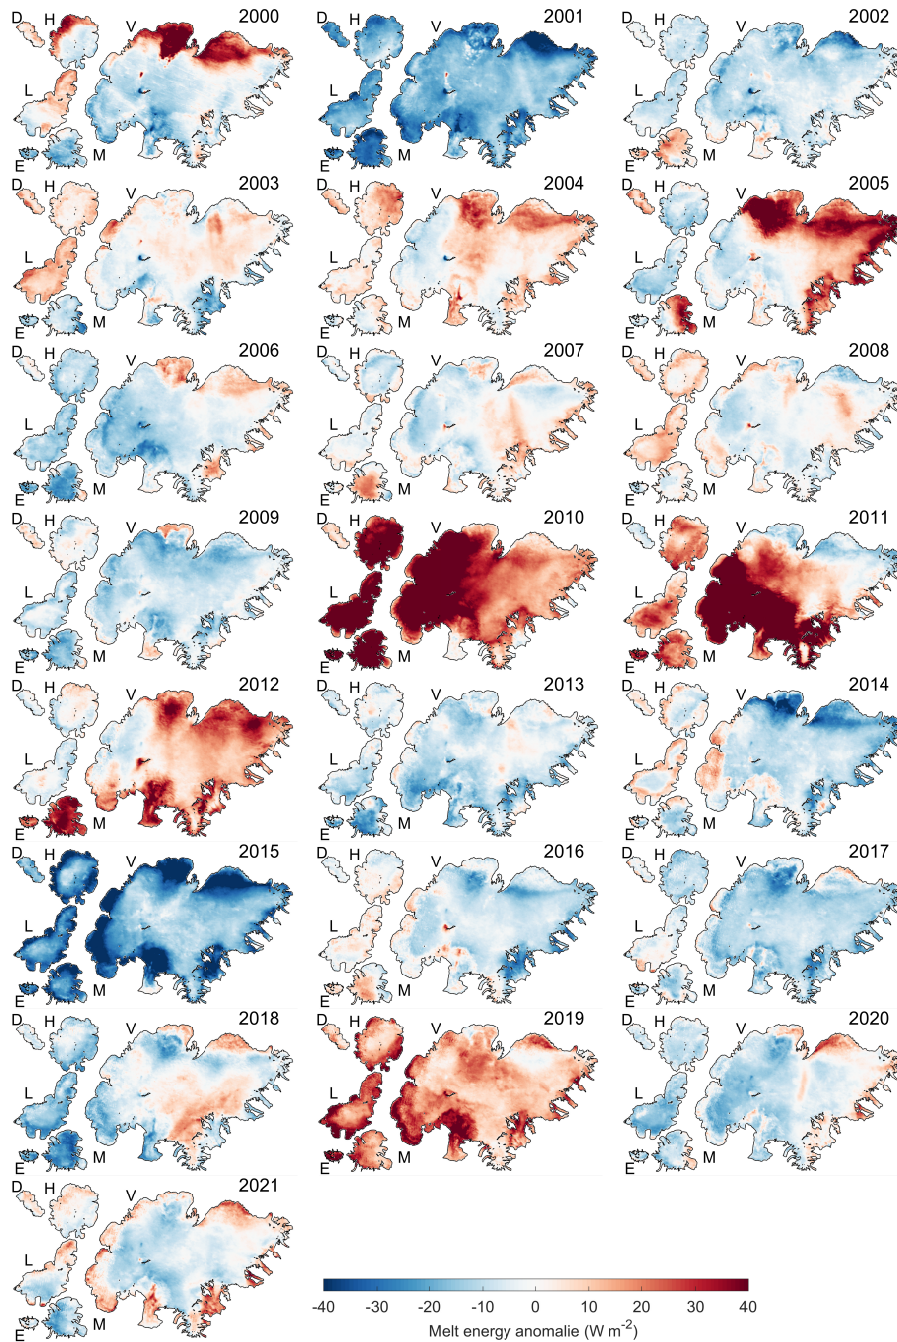 D H V 2000
L
E M
D H V 2001
L
E M
D H V 2002
L
E M
D H V 2003
L
E M
D H V 2004
L
E M
D H V 2005
L
E M
D H V 2006
L
E M
D H V 2007
L
E M
D H V 2008
L
E M
D H V 2009
L
E M
D H V 2010
L
E M
D H V 2011
L
E M
D H V 2012
L
E M
D H V 2013
L
E M
D H V 2014
L
E M
D H V 2015
L
E M
D H V 2016
L
E M
D H V 2017
L
E M
D H V 2018
L
E M
D H V 2019
L
E M
D H V 2020
L
E M
D H V 2021
L
E M
-40 -30 -20 -10 0 10 20 30 40
Melt energy anomalie (W m⁻²)